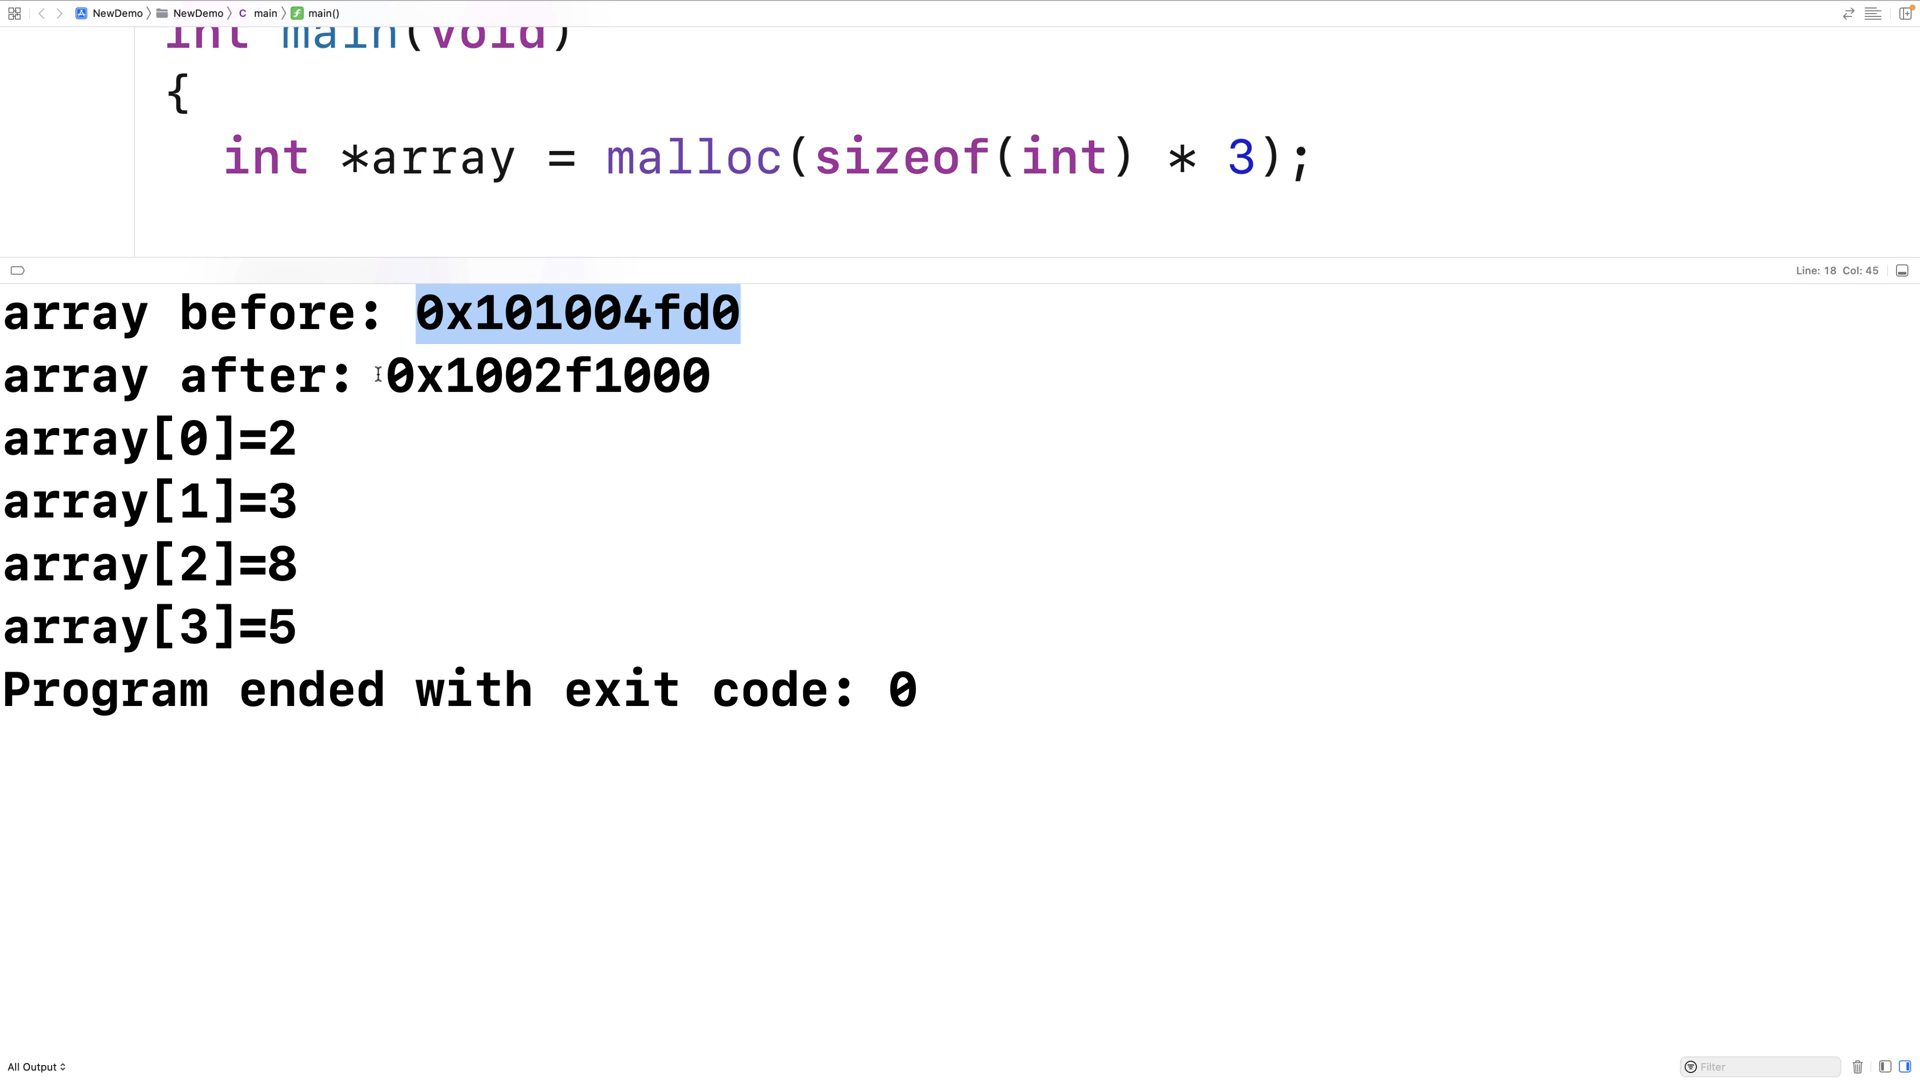 NewDemo NewDemo C main f main()
int main(void)
{
int *array = malloc(sizeof(int) * 3);
Line: 18 Col: 45
array before: 0x101004fd0
array after: 0x1002f1000
array[0]=2
array[1]=3
array[2]=8
array[3]=5
Program ended with exit code: 0
All Output
Filter